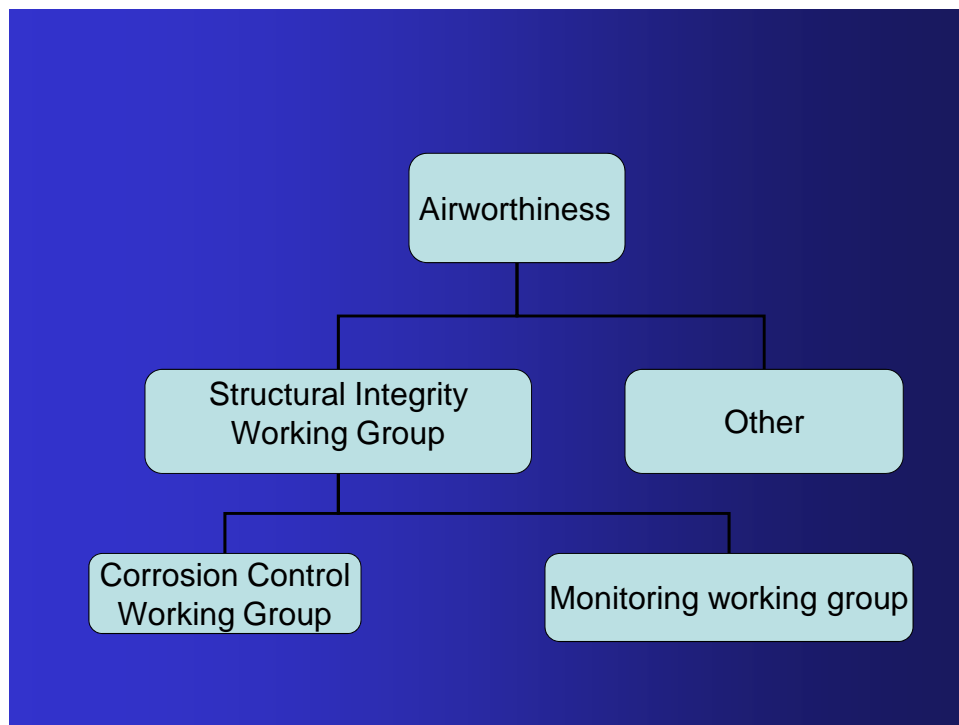 Airworthiness
Structural Integrity
Working Group
Other
Corrosion Control
Working Group
Monitoring working group